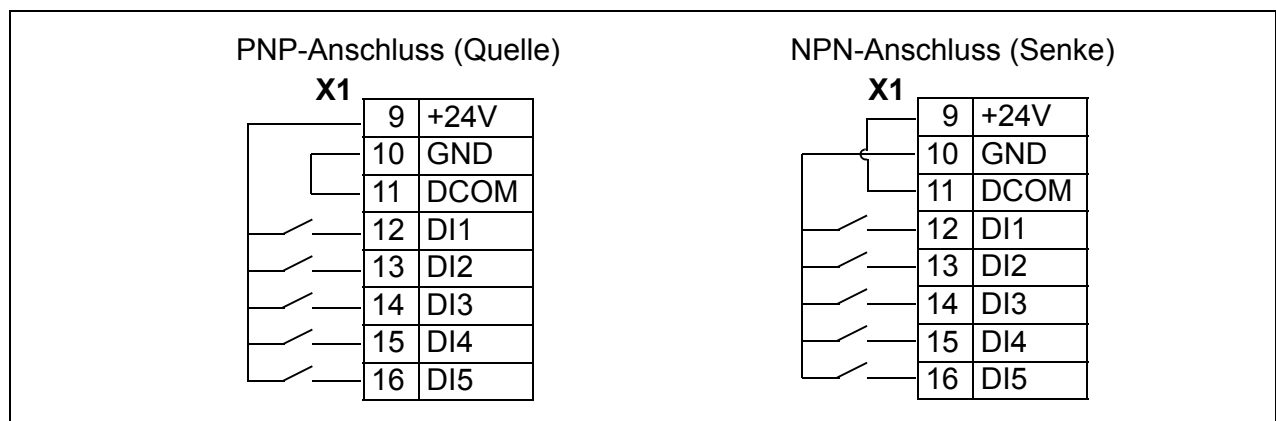 PNP-Anschluss (Quelle)
X1
9 +24V
10 GND
11 DCOM
12 DI1
13 DI2
14 DI3
15 DI4
16 DI5
NPN-Anschluss (Senke)
X1
9 +24V
10 GND
11 DCOM
12 DI1
13 DI2
14 DI3
15 DI4
16 DI5